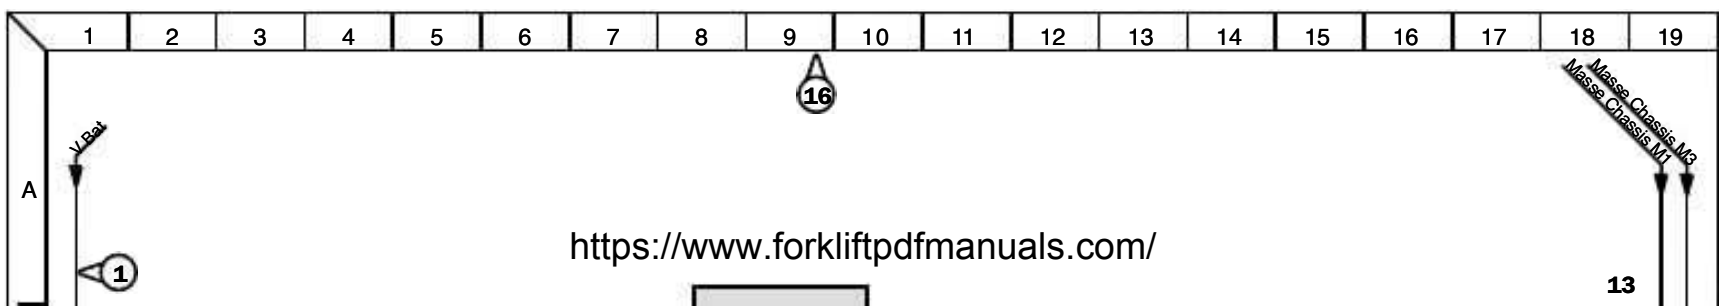 1 2 3 4 5 6 7 8 9 10 11 12 13 14 15 16 17 18 19
16
Masse Chassis M3
Masse Chassis M1
V Bat
A
https://www.forkliftpdfmanuals.com/
1
13